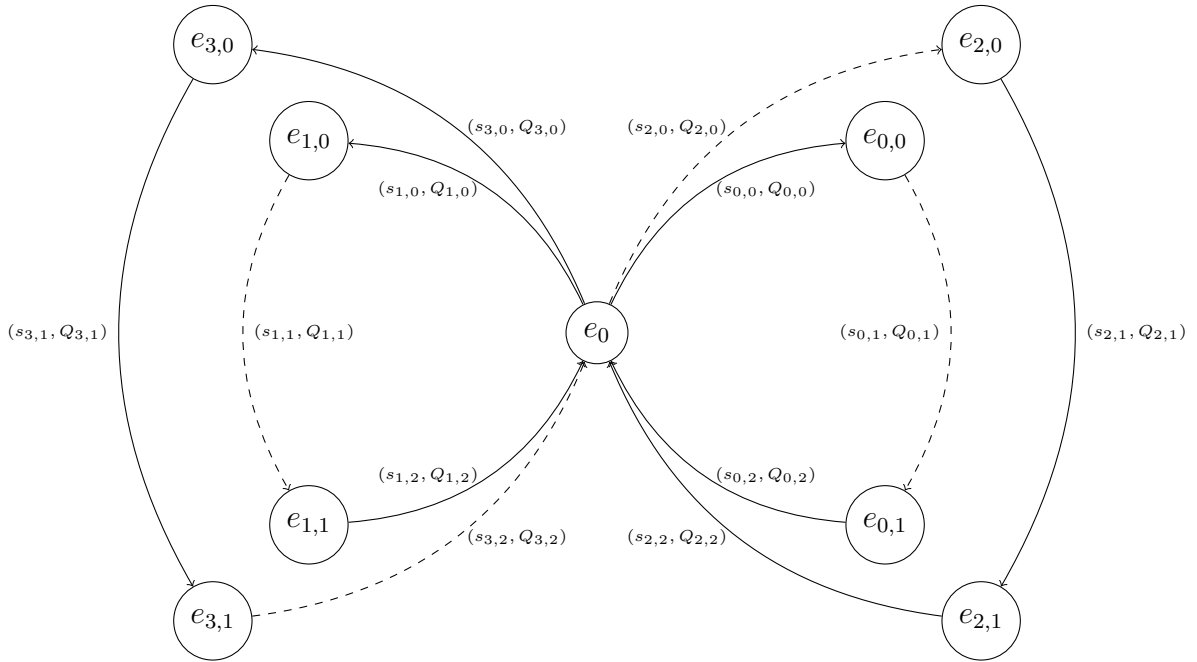 e_{3,0}
e_{2,0}
(s_{3,0}, Q_{3,0})
(s_{2,0}, Q_{2,0})
e_{1,0}
e_{0,0}
(s_{1,0}, Q_{1,0})
(s_{0,0}, Q_{0,0})
(s_{3,1}, Q_{3,1})
(s_{1,1}, Q_{1,1})
e_0
(s_{0,1}, Q_{0,1})
(s_{2,1}, Q_{2,1})
(s_{1,2}, Q_{1,2})
(s_{0,2}, Q_{0,2})
e_{1,1}
e_{0,1}
(s_{3,2}, Q_{3,2})
(s_{2,2}, Q_{2,2})
e_{3,1}
e_{2,1}